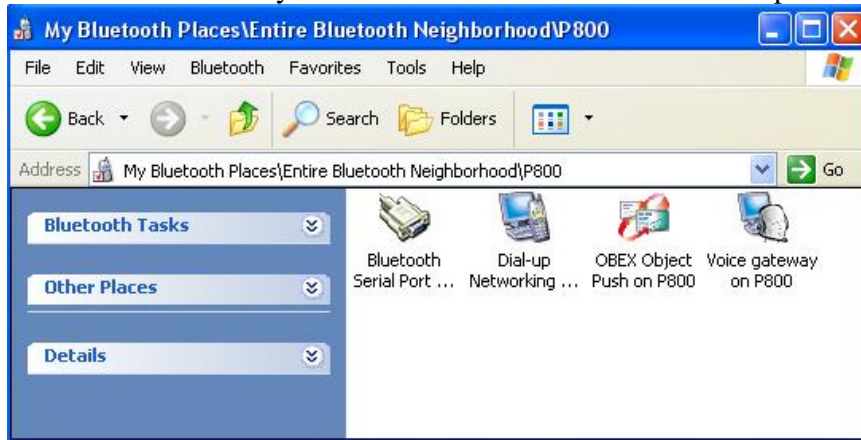 My Bluetooth Places\Entire Bluetooth Neighborhood\P800
File Edit View Bluetooth Favorites Tools Help
Back Search Folders
Address My Bluetooth Places\Entire Bluetooth Neighborhood\P800 Go
Bluetooth Tasks
Other Places
Details
Bluetooth
Serial Port ...
Dial-up
Networking ...
OBEX Object
Push on P800
Voice gateway
on P800